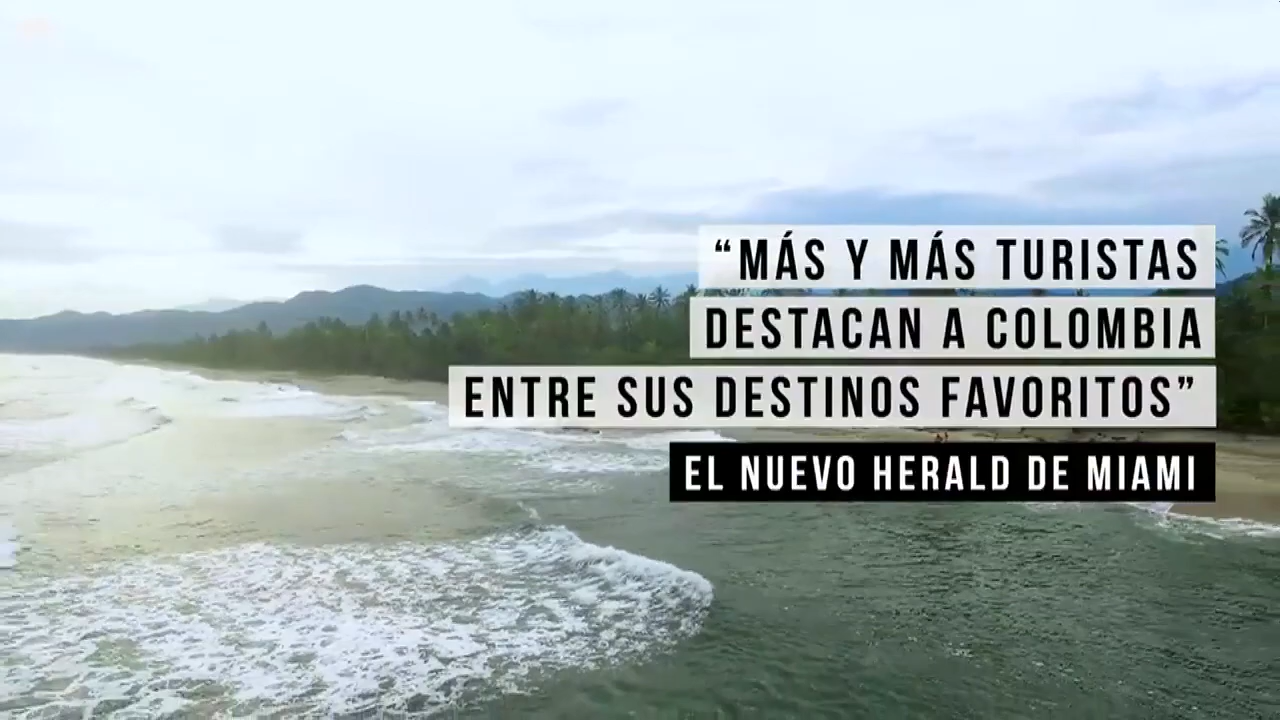 “MÁS Y MÁS TURISTAS
DESTACAN A COLOMBIA
ENTRE SUS DESTINOS FAVORITOS”
EL NUEVO HERALD DE MIAMI